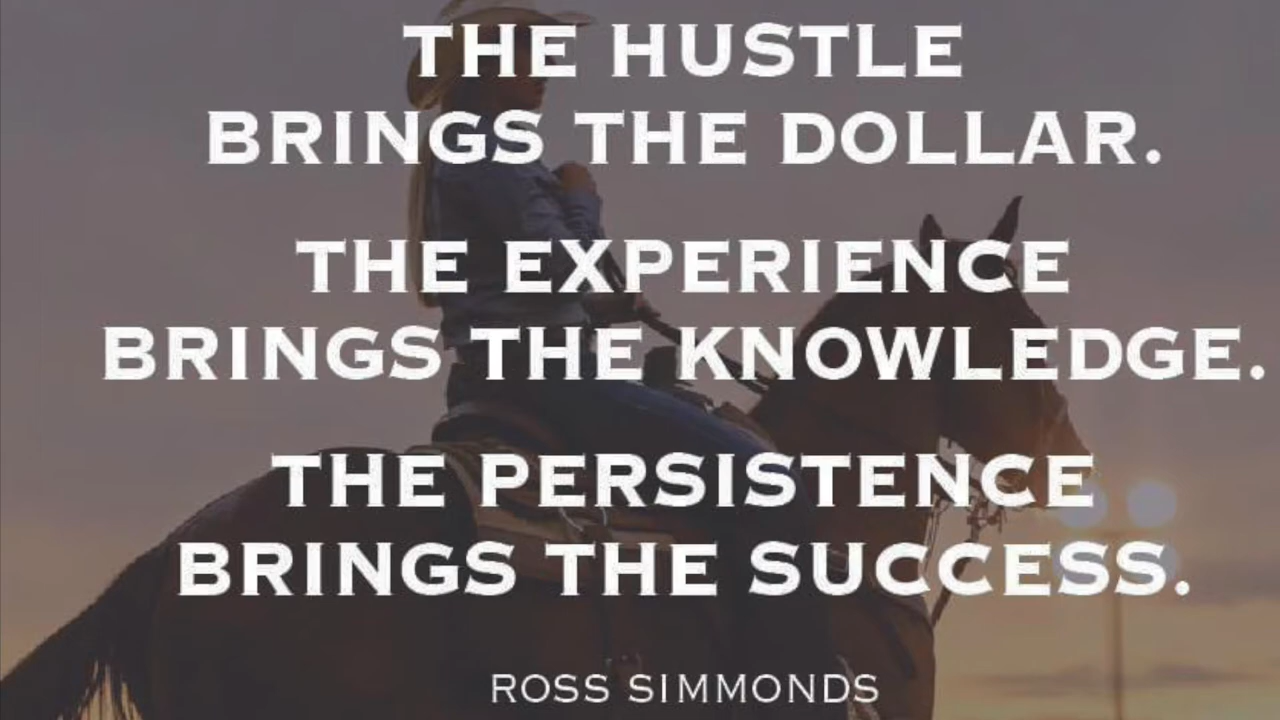 THE HUSTLE
BRINGS THE DOLLAR.
THE EXPERIENCE
BRINGS THE KNOWLEDGE.
THE PERSISTENCE
BRINGS THE SUCCESS.
ROSS SIMMONDS